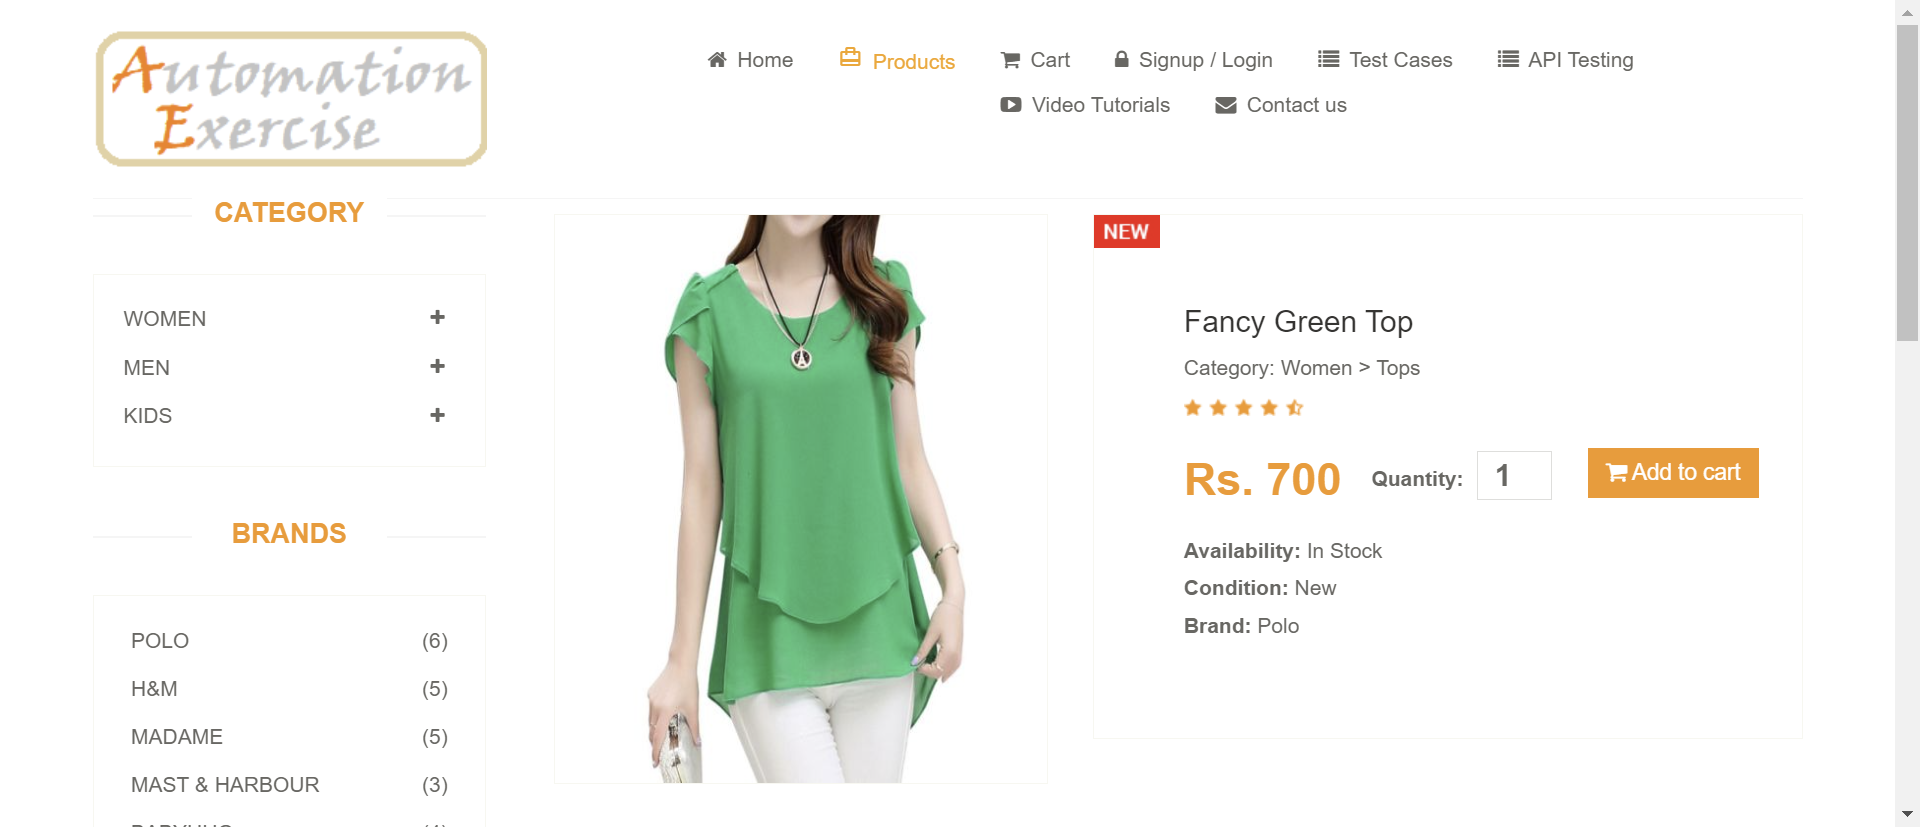 Automation
Exercise
Home
Products
Cart
Signup / Login
Test Cases
API Testing
Video Tutorials
Contact us
CATEGORY
WOMEN
MEN
KIDS
BRANDS
POLO (6)
H&M (5)
MADAME (5)
MAST & HARBOUR (3)
NEW
Fancy Green Top
Category: Women > Tops
Rs. 700
Quantity: 1
Add to cart
Availability: In Stock
Condition: New
Brand: Polo